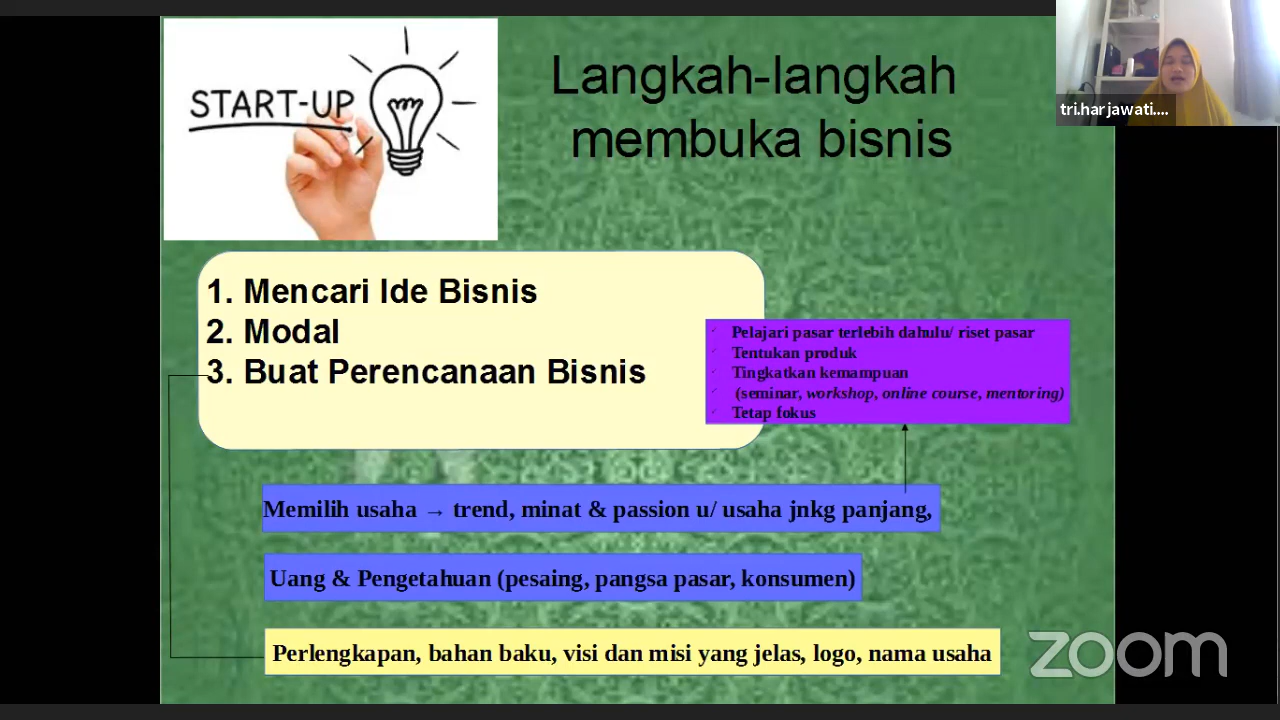 START-UP
Langkah-langkah
membuka bisnis
tri.harjawati....
1. Mencari Ide Bisnis
2. Modal
3. Buat Perencanaan Bisnis
Pelajari pasar terlebih dahulu/ riset pasar
Tentukan produk
Tingkatkan kemampuan
(seminar, workshop, online course, mentoring)
Tetap fokus
Memilih usaha → trend, minat & passion u/ usaha jnkg panjang,
Uang & Pengetahuan (pesaing, pangsa pasar, konsumen)
Perlengkapan, bahan baku, visi dan misi yang jelas, logo, nama usaha
zoom